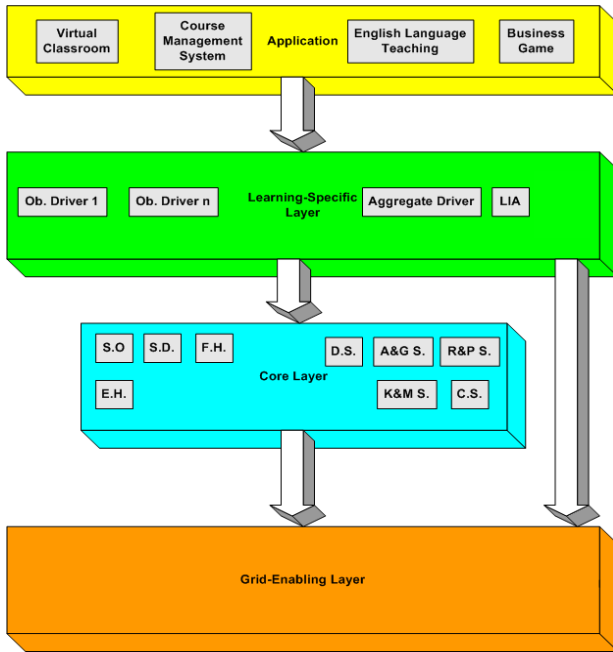 Virtual
Classroom
Course
Management
System
Application
English Language
Teaching
Business
Game
Ob. Driver 1
Ob. Driver n
Learning-Specific
Layer
Aggregate Driver
LIA
S.O
S.D.
F.H.
D.S.
A&G S.
R&P S.
Core Layer
E.H.
K&M S.
C.S.
Grid-Enabling Layer